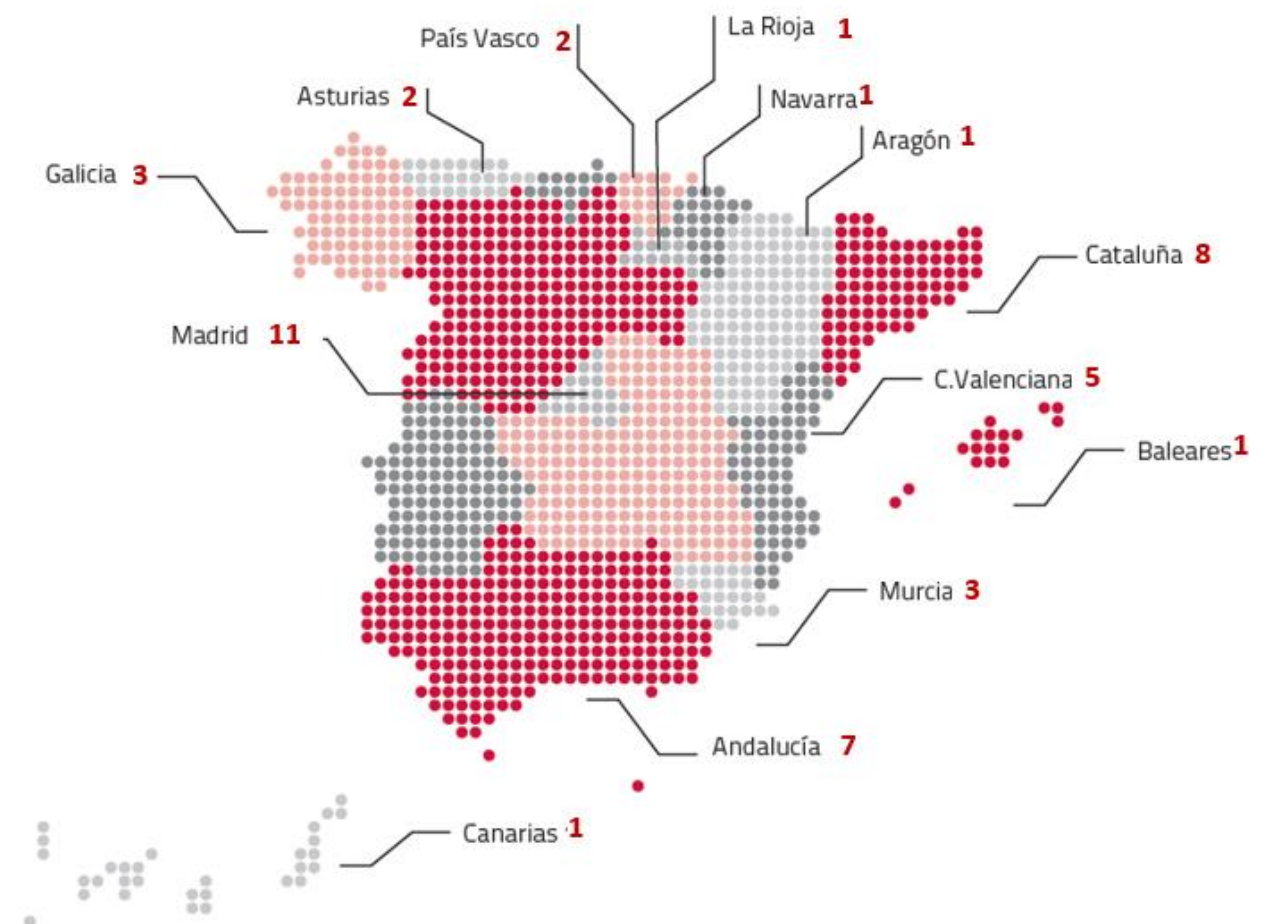 La Rioja 1
País Vasco 2
Asturias 2
Navarra 1
Aragón 1
Galicia 3
Cataluña 8
Madrid 11
C.Valenciana 5
Baleares 1
Murcia 3
Andalucía 7
Canarias 1